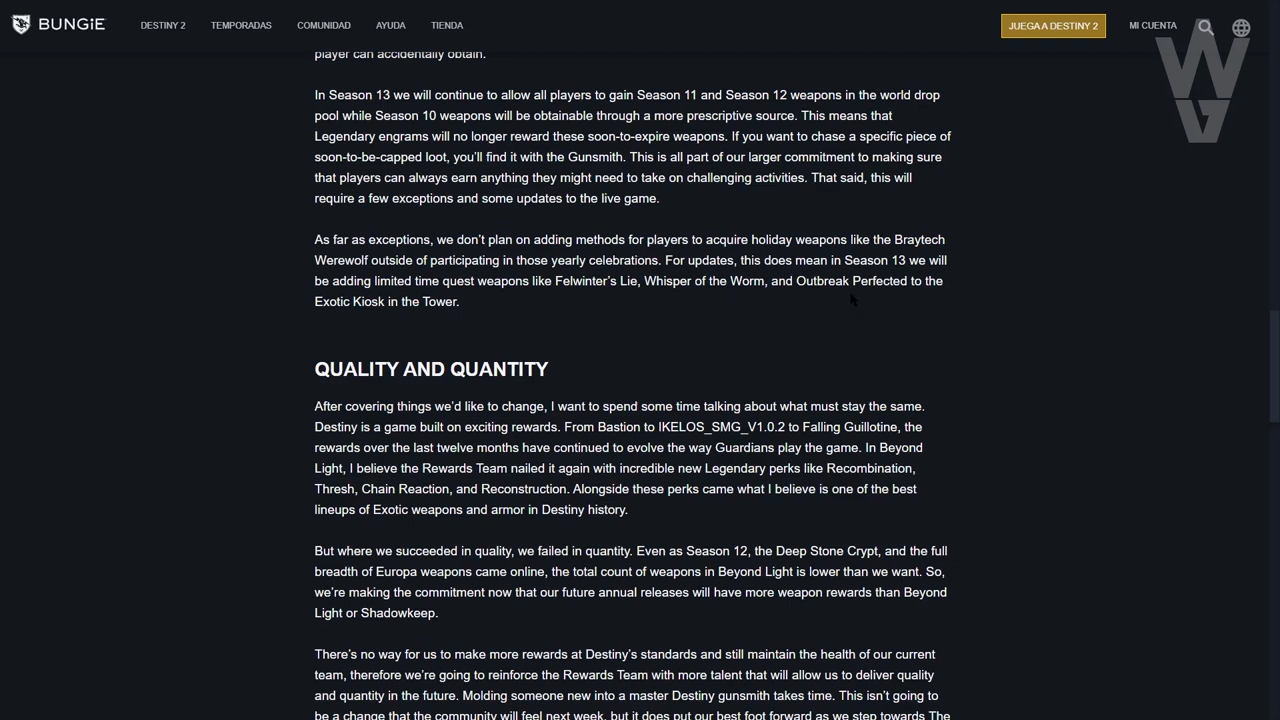 BUNGiE
DESTINY 2
TEMPORADAS
COMUNIDAD
AYUDA
TIENDA
JUEGA A DESTINY 2
MI CUENTA
player can accidentally obtain.
In Season 13 we will continue to allow all players to gain Season 11 and Season 12 weapons in the world drop
pool while Season 10 weapons will be obtainable through a more prescriptive source. This means that
Legendary engrams will no longer reward these soon-to-expire weapons. If you want to chase a specific piece of
soon-to-be-capped loot, you’ll find it with the Gunsmith. This is all part of our larger commitment to making sure
that players can always earn anything they might need to take on challenging activities. That said, this will
require a few exceptions and some updates to the live game.
As far as exceptions, we don’t plan on adding methods for players to acquire holiday weapons like the Braytech
Werewolf outside of participating in those yearly celebrations. For updates, this does mean in Season 13 we will
be adding limited time quest weapons like Felwinter’s Lie, Whisper of the Worm, and Outbreak Perfected to the
Exotic Kiosk in the Tower.
QUALITY AND QUANTITY
After covering things we’d like to change, I want to spend some time talking about what must stay the same.
Destiny is a game built on exciting rewards. From Bastion to IKELOS_SMG_V1.0.2 to Falling Guillotine, the
rewards over the last twelve months have continued to evolve the way Guardians play the game. In Beyond
Light, I believe the Rewards Team nailed it again with incredible new Legendary perks like Recombination,
Thresh, Chain Reaction, and Reconstruction. Alongside these perks came what I believe is one of the best
lineups of Exotic weapons and armor in Destiny history.
But where we succeeded in quality, we failed in quantity. Even as Season 12, the Deep Stone Crypt, and the full
breadth of Europa weapons came online, the total count of weapons in Beyond Light is lower than we want. So,
we’re making the commitment now that our future annual releases will have more weapon rewards than Beyond
Light or Shadowkeep.
There’s no way for us to make more rewards at Destiny’s standards and still maintain the health of our current
team, therefore we’re going to reinforce the Rewards Team with more talent that will allow us to deliver quality
and quantity in the future. Molding someone new into a master Destiny gunsmith takes time. This isn’t going to
be a change that the community will feel next week, but it does put our best foot forward as we step towards The